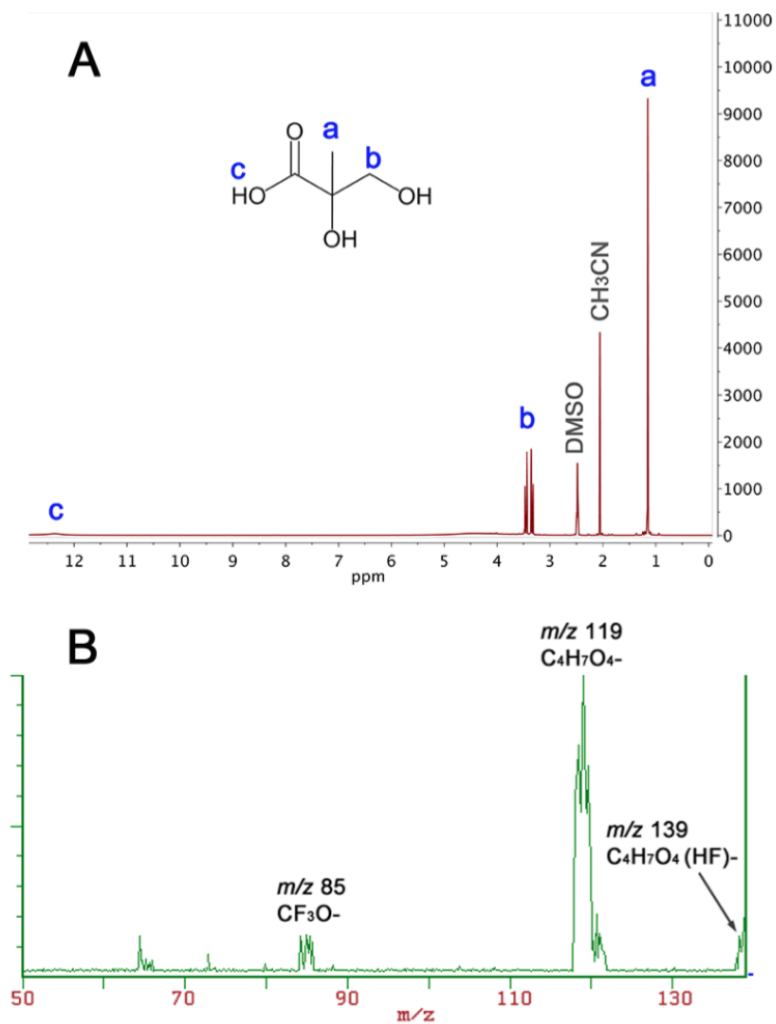 A
11000
10000
9000
8000
7000
6000
5000
4000
3000
2000
1000
0
a
b
c
O
HO
OH
OH
a
b
c
DMSO
CH₃CN
12 11 10 9 8 7 6 5 4 3 2 1 0
ppm
B
m/z 119
C₄H₇O₄-
m/z 139
C₄H₇O₄ (HF)-
m/z 85
CF₃O-
50 70 90 110 130
m/z